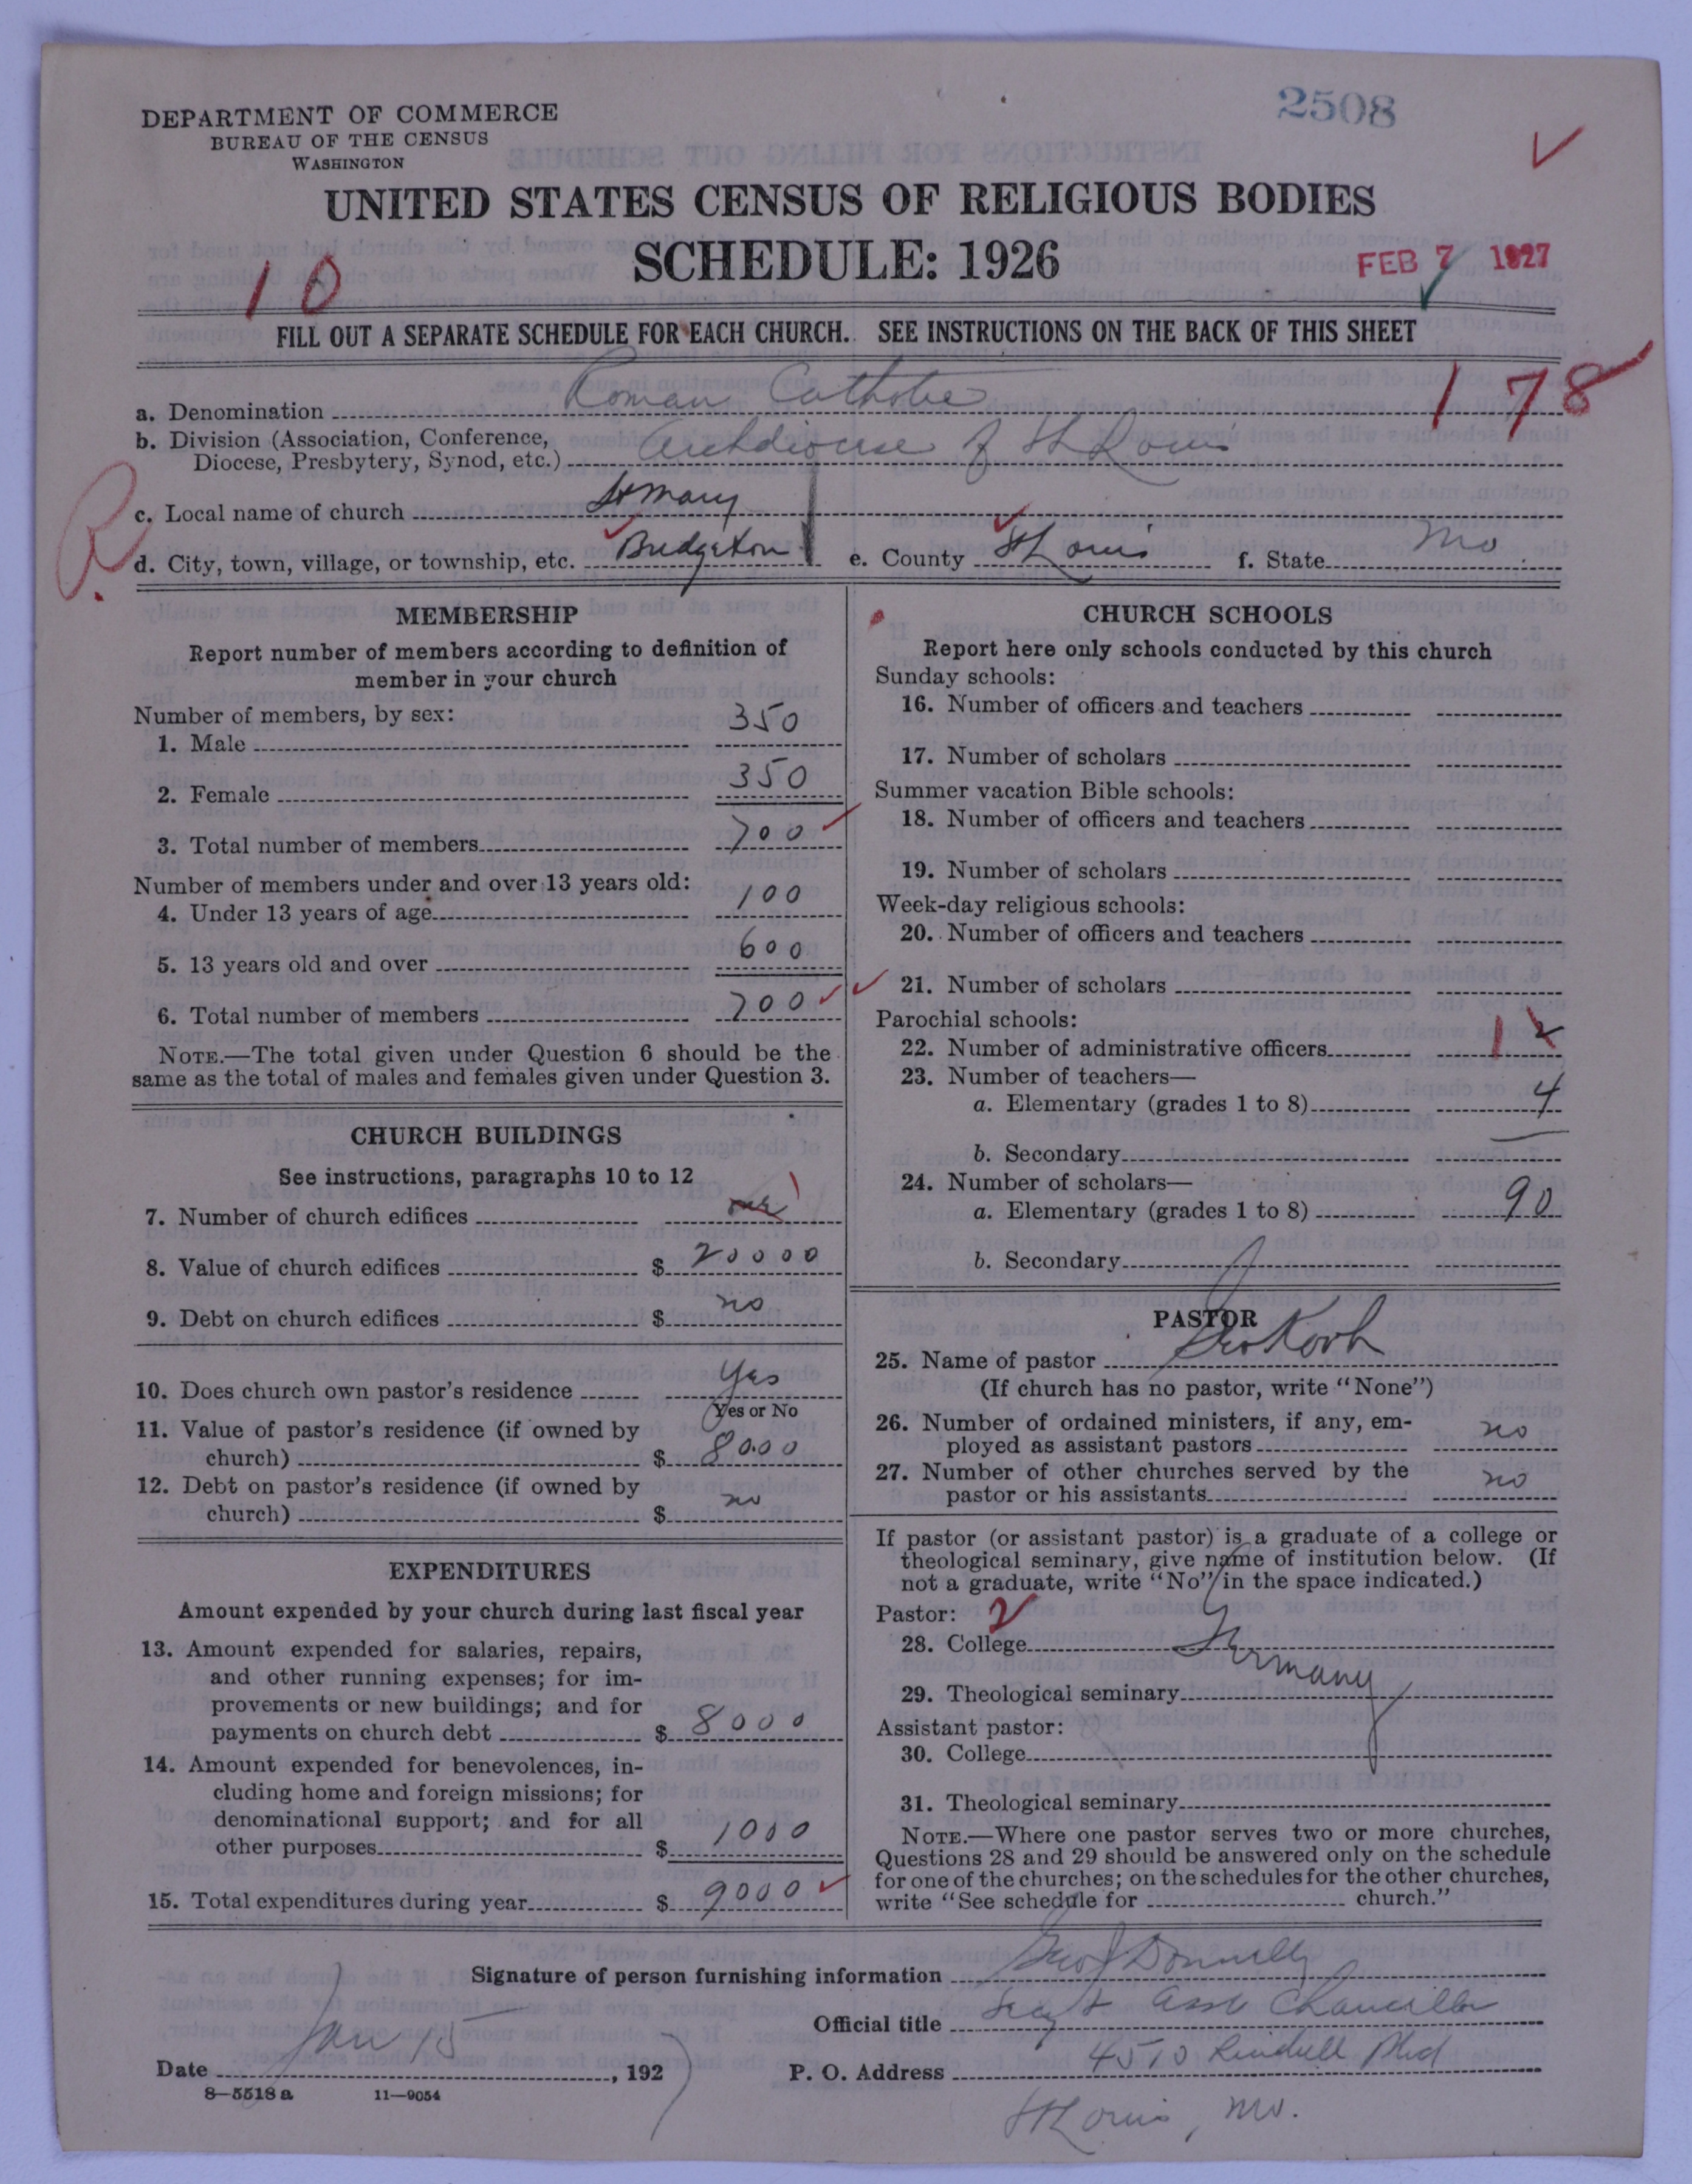 2508
DEPARTMENT OF COMMERCE
BUREAU OF THE CENSUS
WASHINGTON
UNITED STATES CENSUS OF RELIGIOUS BODIES
SCHEDULE: 1926
FEB 7 1927
10
FILL OUT A SEPARATE SCHEDULE FOR EACH CHURCH. SEE INSTRUCTIONS ON THE BACK OF THIS SHEET
178
a. Denomination Roman Catholic
b. Division (Association, Conference,
Diocese, Presbytery, Synod, etc.) Archdiocese of St Louis
c. Local name of church St Mary
d. City, town, village, or township, etc. Bridgeton e. County St Louis f. State Mo
R
MEMBERSHIP
Report number of members according to definition of
member in your church
Number of members, by sex:
1. Male 350
2. Female 350
3. Total number of members 700
Number of members under and over 13 years old:
4. Under 13 years of age 100
5. 13 years old and over 600
6. Total number of members 700
NOTE.—The total given under Question 6 should be the
same as the total of males and females given under Question 3.
CHURCH BUILDINGS
See instructions, paragraphs 10 to 12
7. Number of church edifices one 1
8. Value of church edifices $ 20000
9. Debt on church edifices $ no
10. Does church own pastor's residence Yes
Yes or No
11. Value of pastor's residence (if owned by
church) $ 8000
12. Debt on pastor's residence (if owned by
church) $ no
EXPENDITURES
Amount expended by your church during last fiscal year
13. Amount expended for salaries, repairs,
and other running expenses; for im-
provements or new buildings; and for
payments on church debt $ 8000
14. Amount expended for benevolences, in-
cluding home and foreign missions; for
denominational support; and for all
other purposes $ 1000
15. Total expenditures during year $ 9000
CHURCH SCHOOLS
Report here only schools conducted by this church
Sunday schools:
16. Number of officers and teachers
17. Number of scholars
Summer vacation Bible schools:
18. Number of officers and teachers
19. Number of scholars
Week-day religious schools:
20. Number of officers and teachers
21. Number of scholars
Parochial schools:
22. Number of administrative officers 1
23. Number of teachers—
a. Elementary (grades 1 to 8) 4
b. Secondary
24. Number of scholars—
a. Elementary (grades 1 to 8) 90
b. Secondary
PASTOR
25. Name of pastor
(If church has no pastor, write "None")
26. Number of ordained ministers, if any, em-
ployed as assistant pastors no
27. Number of other churches served by the
pastor or his assistants no
If pastor (or assistant pastor) is a graduate of a college or
theological seminary, give name of institution below. (If
not a graduate, write "No" in the space indicated.)
Pastor: 2
28. College Germany
29. Theological seminary
Assistant pastor:
30. College
31. Theological seminary
NOTE.—Where one pastor serves two or more churches,
Questions 28 and 29 should be answered only on the schedule
for one of the churches; on the schedules for the other churches,
write "See schedule for church."
Signature of person furnishing information Geo J Donnelly
Official title Secy & Asst Chancellor
Date Jan 15, 1927 P. O. Address 4510 Lindell Blvd
St Louis, Mo.
8—5518 a 11—9054